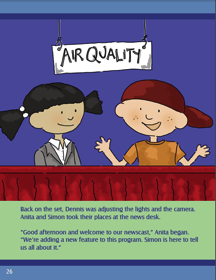 AIR QUALITY
Back on the set, Dennis was adjusting the lights and the camera.
Anita and Simon took their places at the news desk.
"Good afternoon and welcome to our newscast," Anita began.
"We're adding a new feature to this program. Simon is here to tell
us all about it."
26